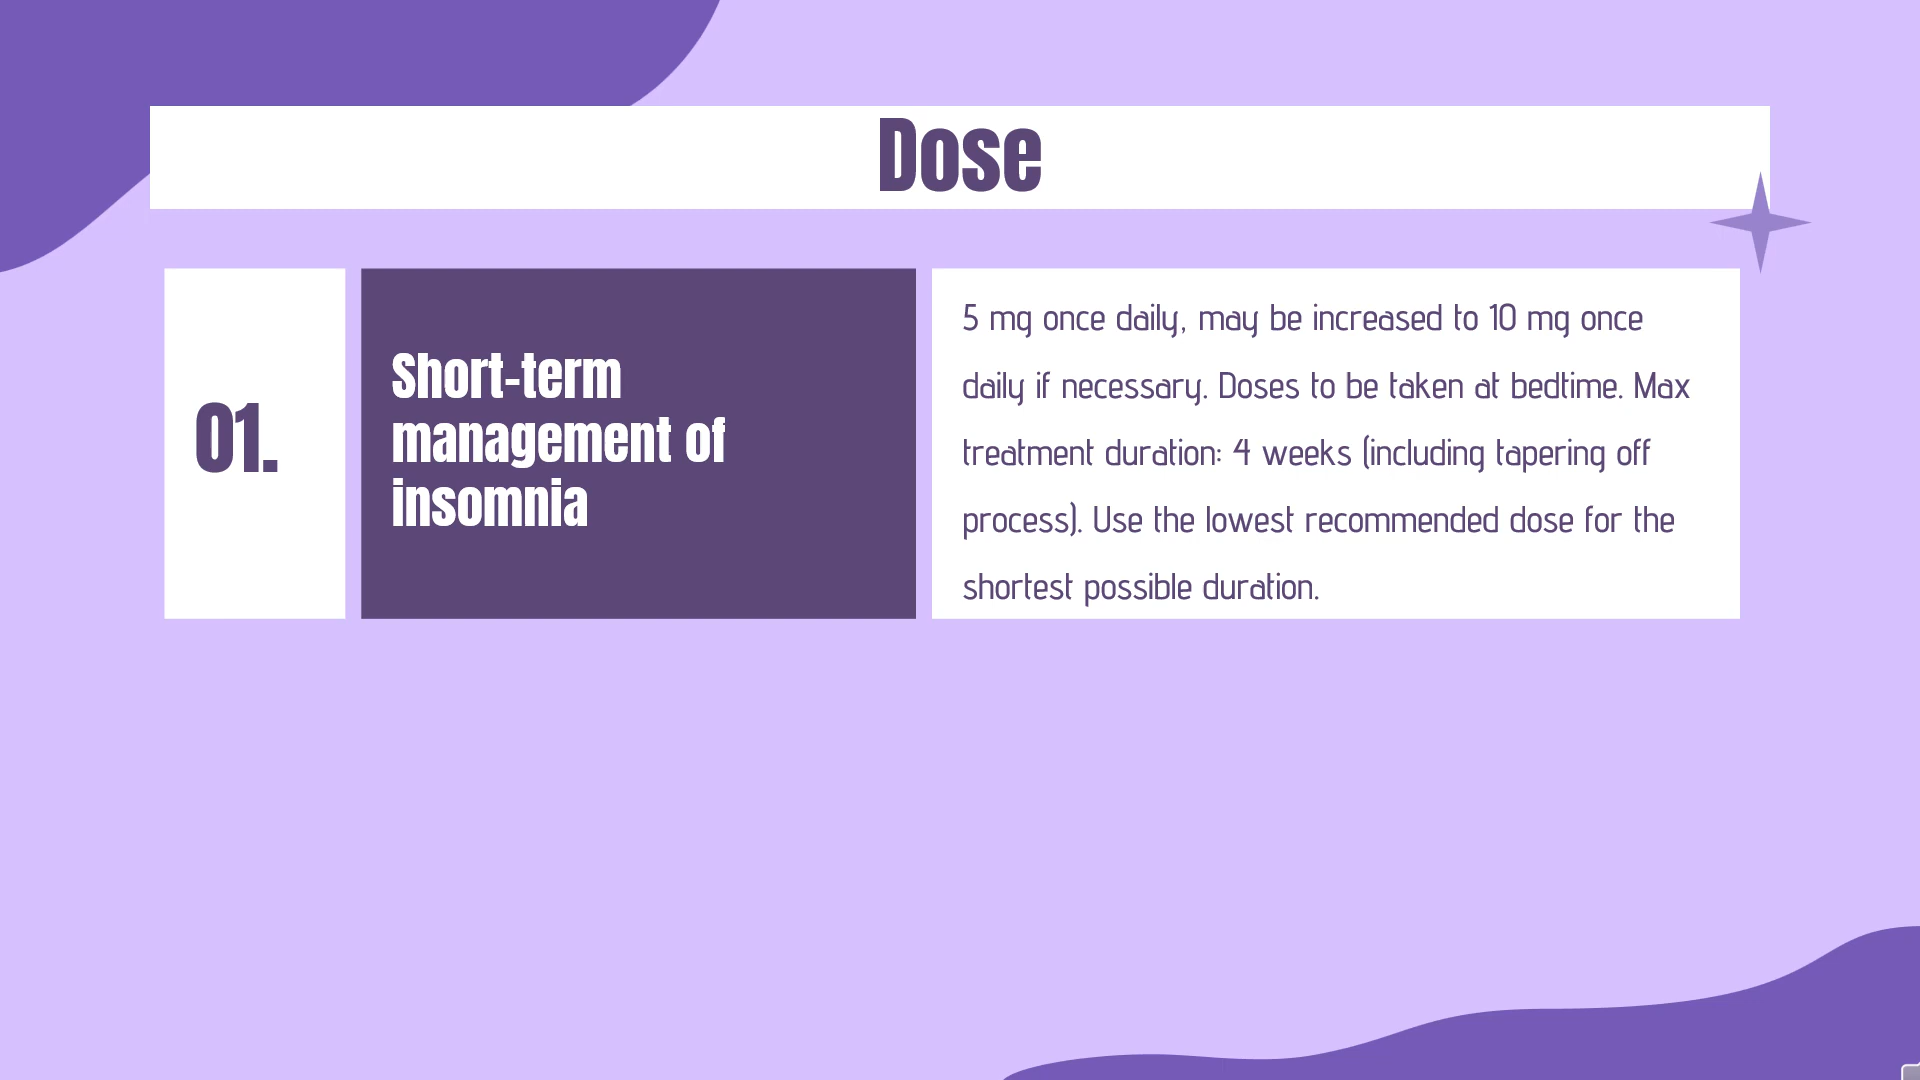 Dose
01.
Short-term
management of
insomnia
5 mg once daily, may be increased to 10 mg once
daily if necessary. Doses to be taken at bedtime. Max
treatment duration: 4 weeks (including tapering off
process). Use the lowest recommended dose for the
shortest possible duration.